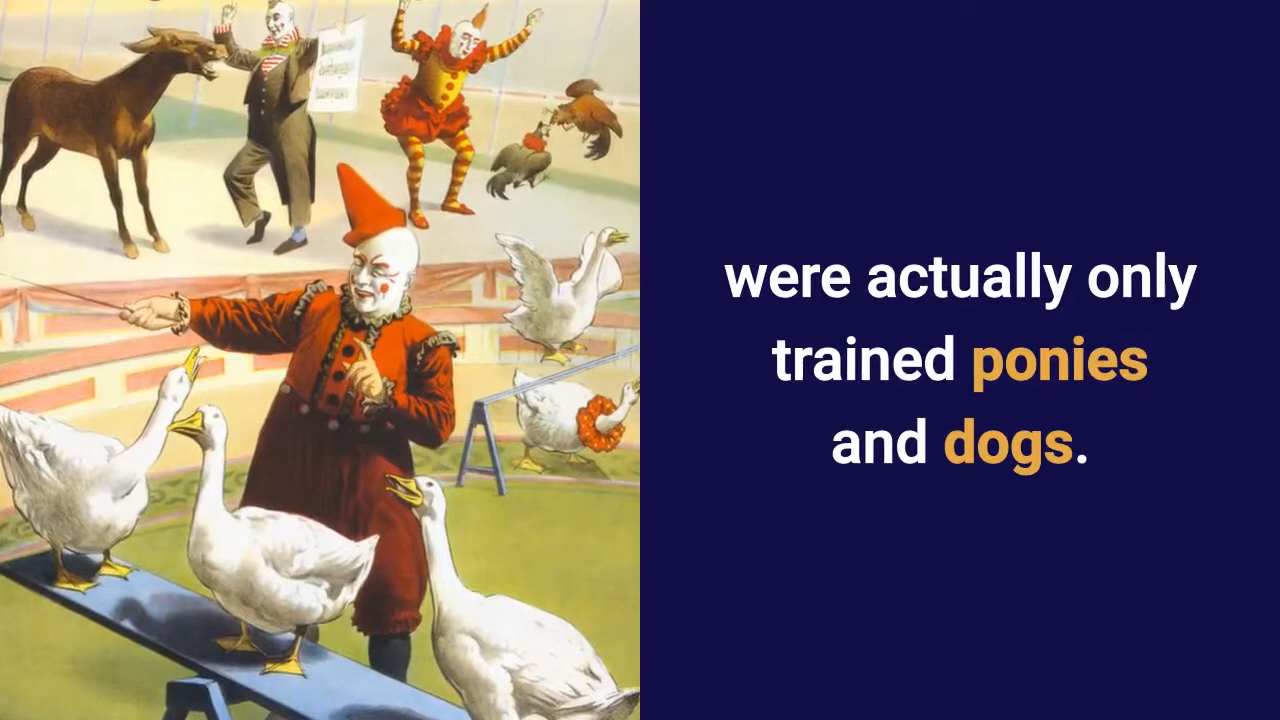 were actually only
trained ponies
and dogs.